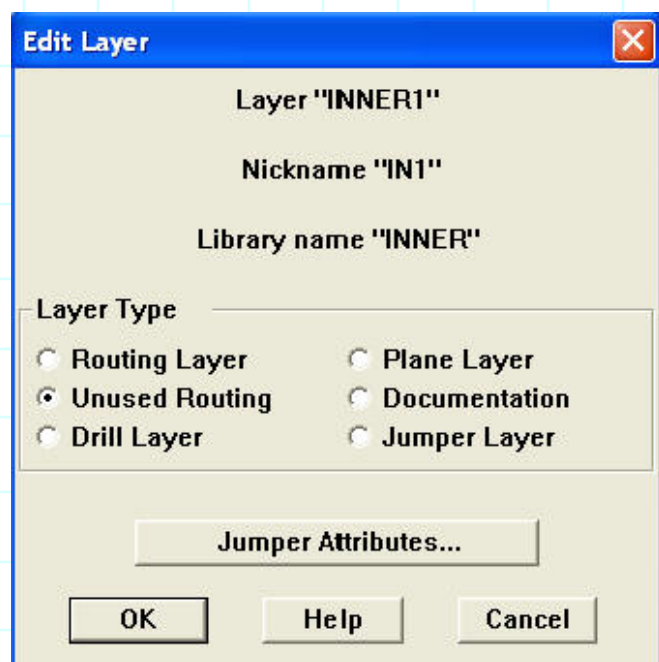 Edit Layer
Layer "INNER1"
Nickname "IN1"
Library name "INNER"
Layer Type
Routing Layer Plane Layer
Unused Routing Documentation
Drill Layer Jumper Layer
Jumper Attributes...
OK Help Cancel